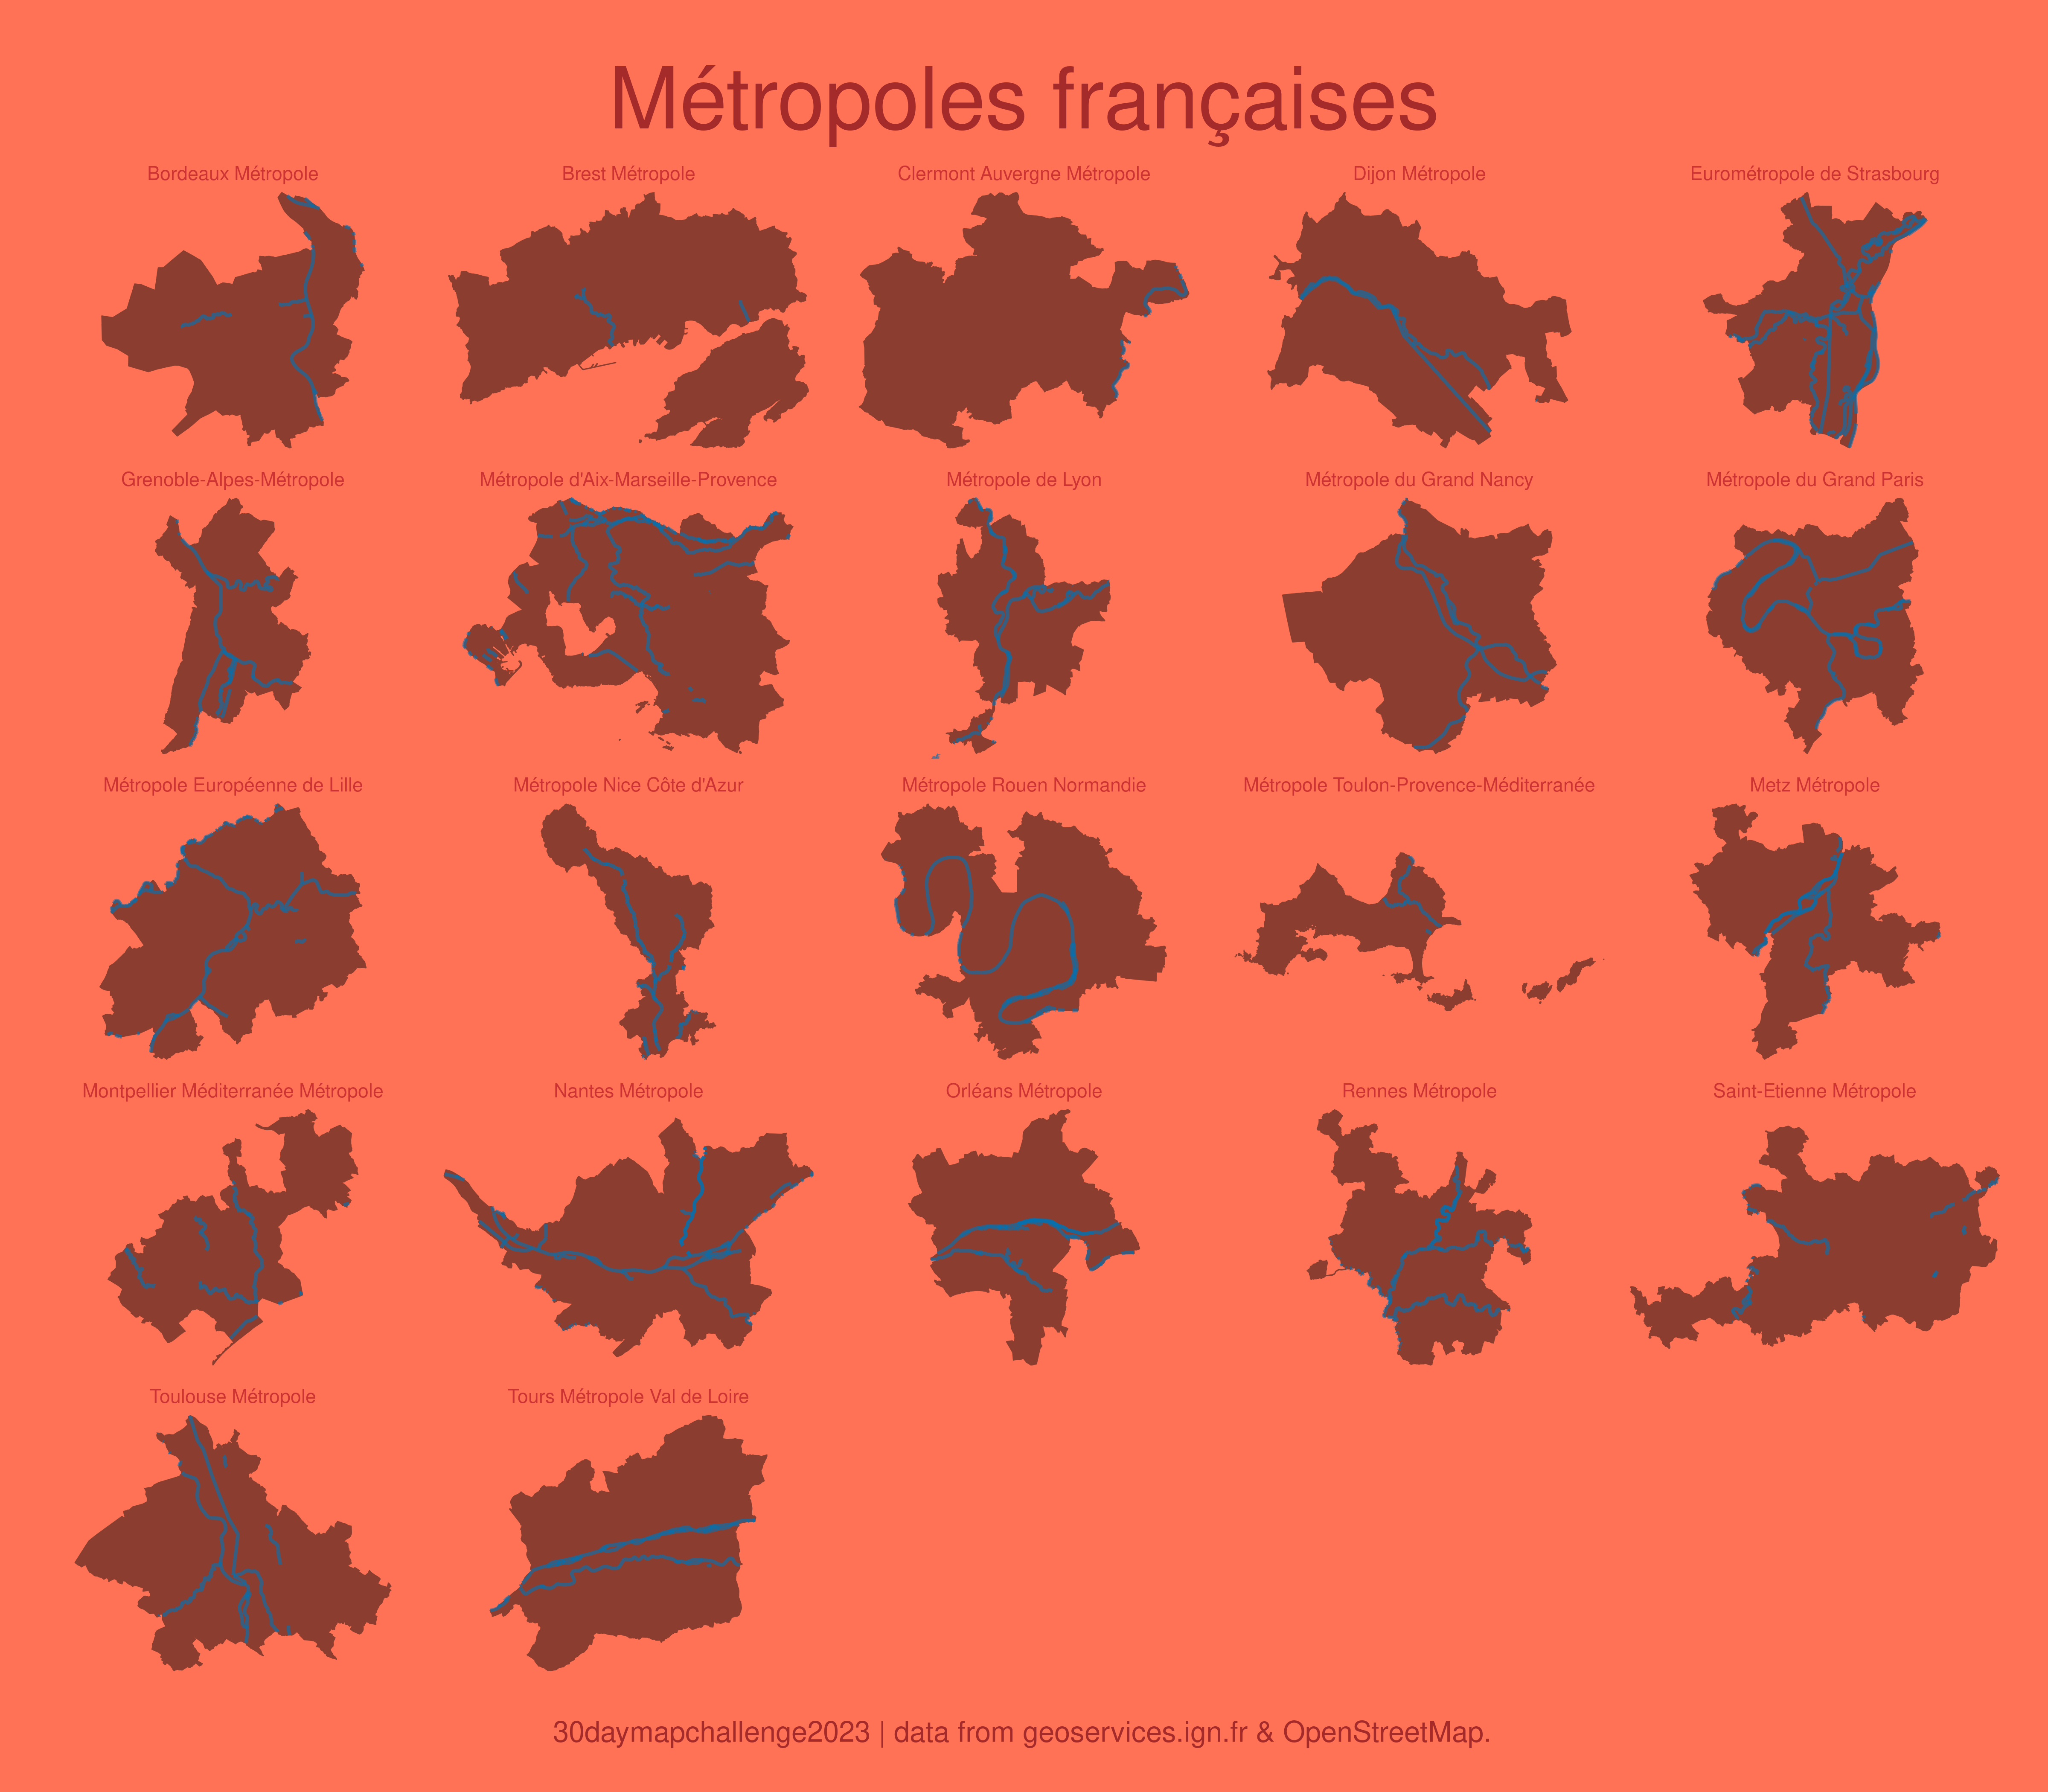 Métropoles françaises
Bordeaux Métropole
Brest Métropole
Clermont Auvergne Métropole
Dijon Métropole
Eurométropole de Strasbourg
Grenoble-Alpes-Métropole
Métropole d'Aix-Marseille-Provence
Métropole de Lyon
Métropole du Grand Nancy
Métropole du Grand Paris
Métropole Européenne de Lille
Métropole Nice Côte d'Azur
Métropole Rouen Normandie
Métropole Toulon-Provence-Méditerranée
Metz Métropole
Montpellier Méditerranée Métropole
Nantes Métropole
Orléans Métropole
Rennes Métropole
Saint-Etienne Métropole
Toulouse Métropole
Tours Métropole Val de Loire
30daymapchallenge2023 | data from geoservices.ign.fr & OpenStreetMap.